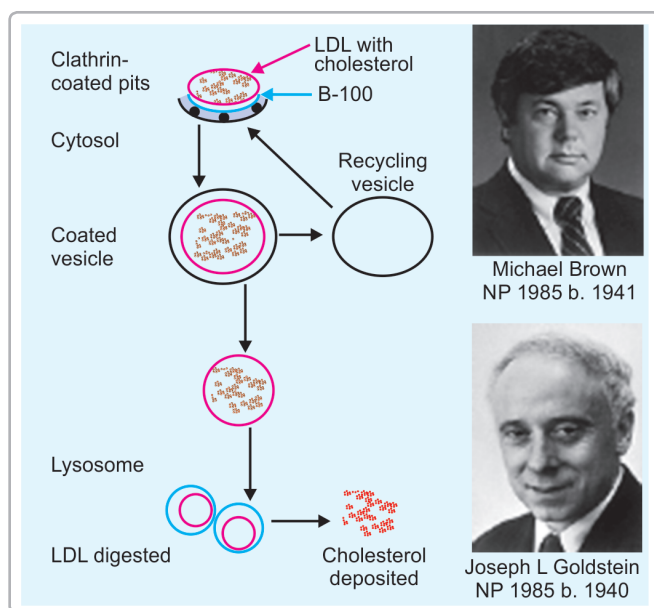 Clathrin-
coated pits
LDL with
cholesterol
B-100
Cytosol
Recycling
vesicle
Coated
vesicle
Michael Brown
NP 1985 b. 1941
Lysosome
LDL digested
Cholesterol
deposited
Joseph L Goldstein
NP 1985 b. 1940